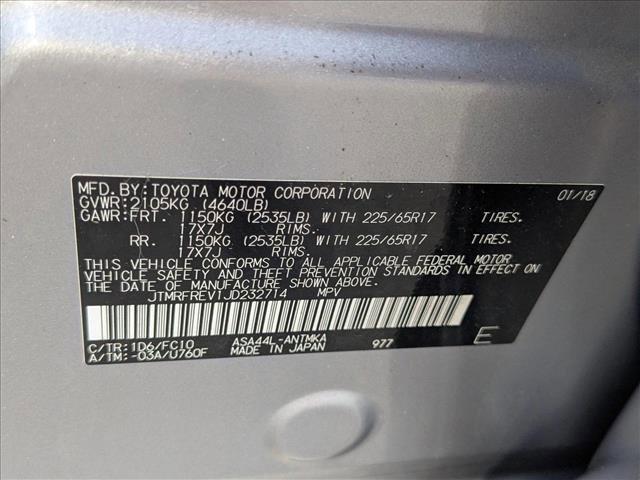 MFD. BY: TOYOTA MOTOR CORPORATION 01/18
GVWR: 2105KG (4640LB)
GAWR: FRT. 1150KG (2535LB) WITH 225/65R17 TIRES.
17X7J RIMS.
RR. 1150KG (2535LB) WITH 225/65R17 TIRES.
17X7J RIMS.
THIS VEHICLE CONFORMS TO ALL APPLICABLE FEDERAL MOTOR
VEHICLE SAFETY AND THEFT PREVENTION STANDARDS IN EFFECT ON
THE DATE OF MANUFACTURE SHOWN ABOVE.
JTMRFREV1JD232714 MPV
C/TR: 1D6/FC10 ASA44L-ANTMKA 977 E
A/TM: -03A/U760F MADE IN JAPAN